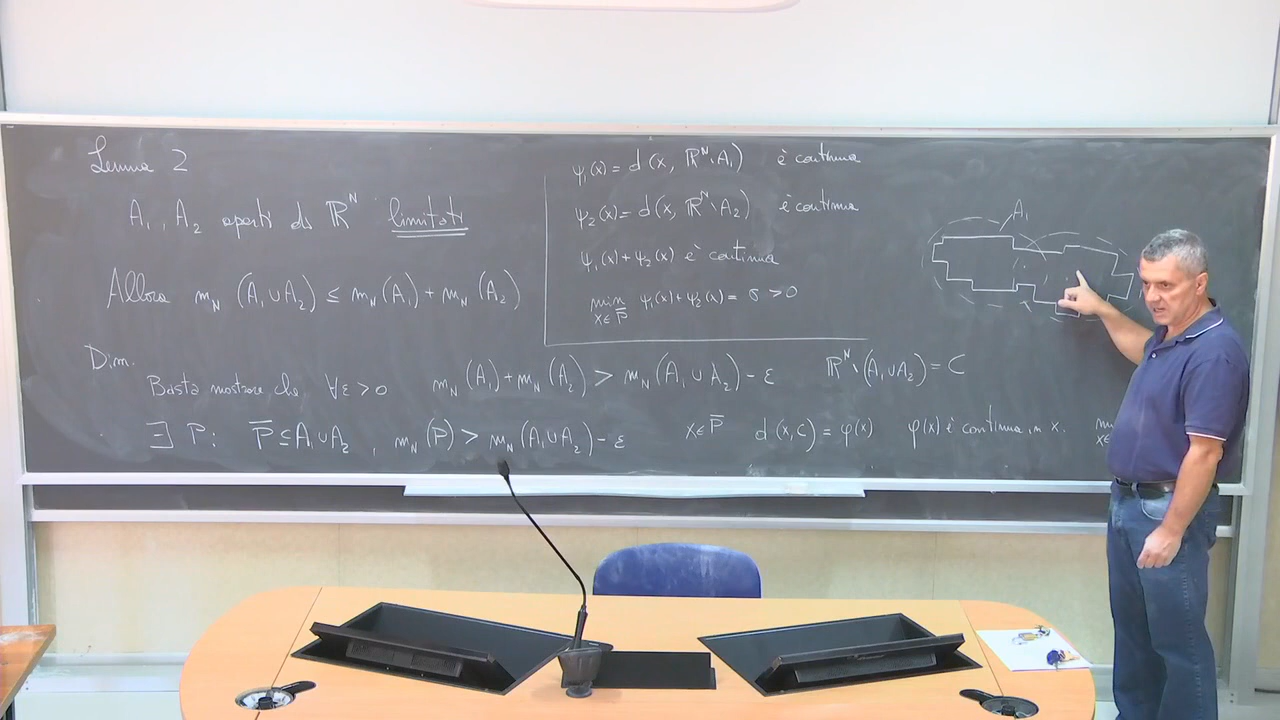 Lemma 2
A₁, A₂ aperti di ℝᴺ limitati
Allora m_N (A₁∪A₂) ≤ m_N(A₁) + m_N(A₂)
Dim.
Basta mostrare che ∀ε>0 m_N(A₁)+m_N(A₂) > m_N(A₁∪A₂)-ε ℝᴺ∖(A₁∪A₂) = C
∃ P: P̅⊆A₁∪A₂, m_N(P) > m_N(A₁∪A₂)-ε x∈P̅ d(x,C) = φ(x) φ(x) è continua in x.
ψ₁(x) = d(x, ℝᴺ∖A₁) è continua
ψ₂(x) = d(x, ℝᴺ∖A₂) è continua
ψ₁(x)+ψ₂(x) è continua
min ψ₁(x)+ψ₂(x) = σ >0
x∈P̅
A₁